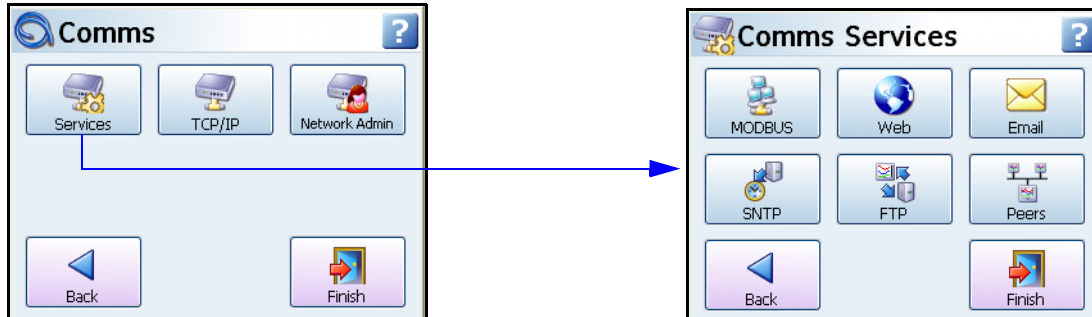 Comms
?
Services
TCP/IP
Network Admin
Back
Finish
Comms Services
?
MODBUS
Web
Email
SNTP
FTP
Peers
Back
Finish